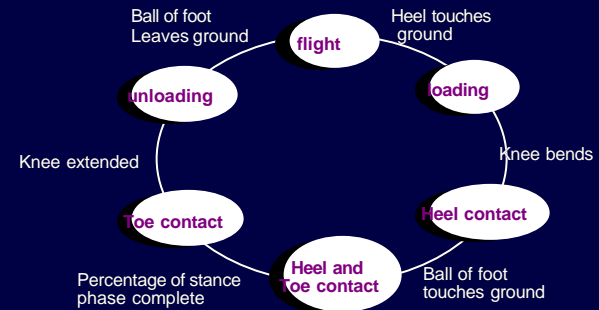 Ball of foot
Leaves ground
flight
Heel touches
ground
unloading
loading
Knee extended
Knee bends
Toe contact
Heel contact
Heel and
Toe contact
Percentage of stance
phase complete
Ball of foot
touches ground